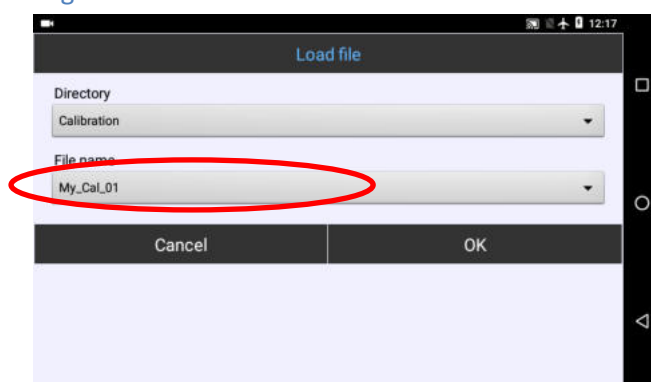 12:17
Load file
Directory
Calibration
File name
My_Cal_01
Cancel OK